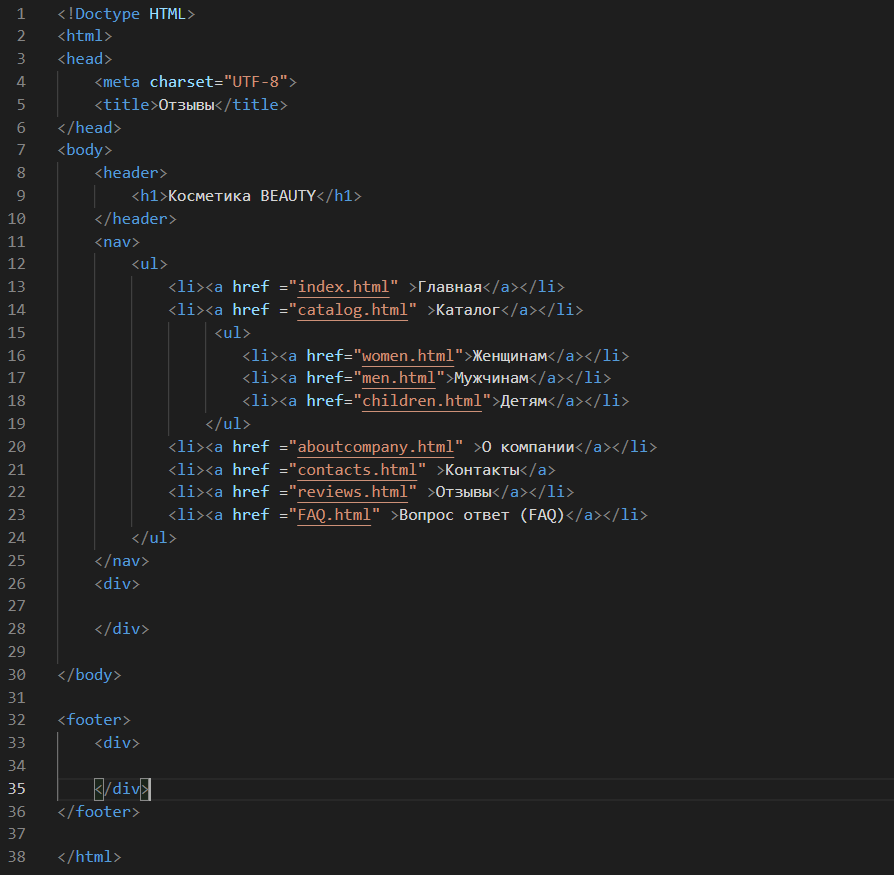 1 <!Doctype HTML>
2 <html>
3 <head>
4     <meta charset="UTF-8">
5     <title>Отзывы</title>
6 </head>
7 <body>
8     <header>
9         <h1>Косметика BEAUTY</h1>
10     </header>
11     <nav>
12         <ul>
13             <li><a href ="index.html" >Главная</a></li>
14             <li><a href ="catalog.html" >Каталог</a></li>
15                  <ul>
16                     <li><a href="women.html">Женщинам</a></li>
17                     <li><a href="men.html">Мужчинам</a></li>
18                     <li><a href="children.html">Детям</a></li>
19                 </ul>
20             <li><a href ="aboutcompany.html" >О компании</a></li>
21             <li><a href ="contacts.html" >Контакты</a>
22             <li><a href ="reviews.html" >Отзывы</a></li>
23             <li><a href ="FAQ.html" >Вопрос ответ (FAQ)</a></li>
24         </ul>
25     </nav>
26     <div>
27
28     </div>
29
30 </body>
31
32 <footer>
33     <div>
34
35     </div>
36 </footer>
37
38 </html>